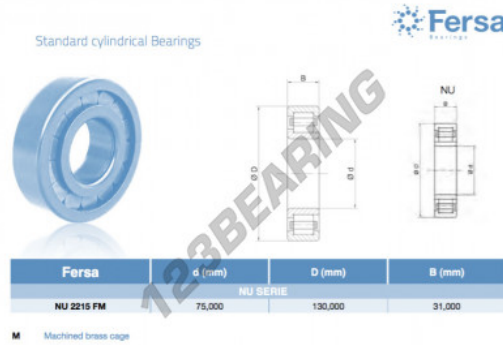 Fersa
Bearings
Standard cylindrical Bearings
B
Ø D
Ø d
NU
B
Ø D
Ø d
123BEARING
Fersa d (mm) D (mm) B (mm)
NU SERIE
NU 2215 FM 75,000 130,000 31,000
M Machined brass cage